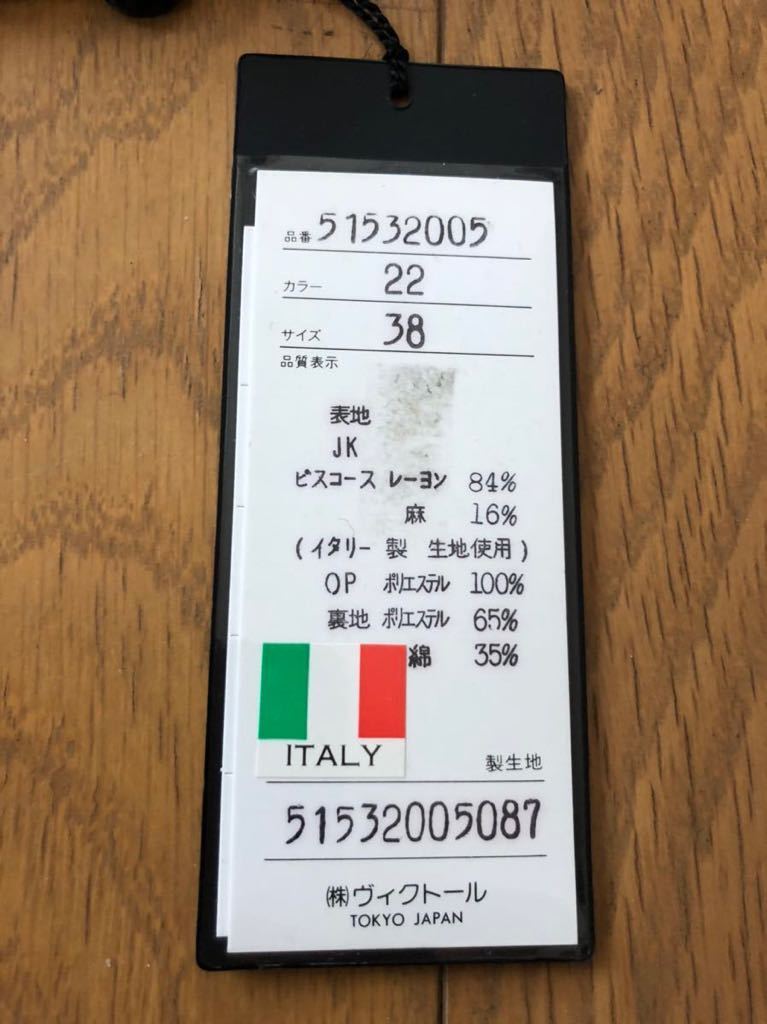 品番 51532005
カラー 22
サイズ 38
品質表示
表地
JK
ビスコース レーヨン 84%
麻 16%
(イタリー 製 生地使用)
OP ポリエステル 100%
裏地 ポリエステル 65%
綿 35%
ITALY 製生地
51532005087
㈱ヴィクトール
TOKYO JAPAN